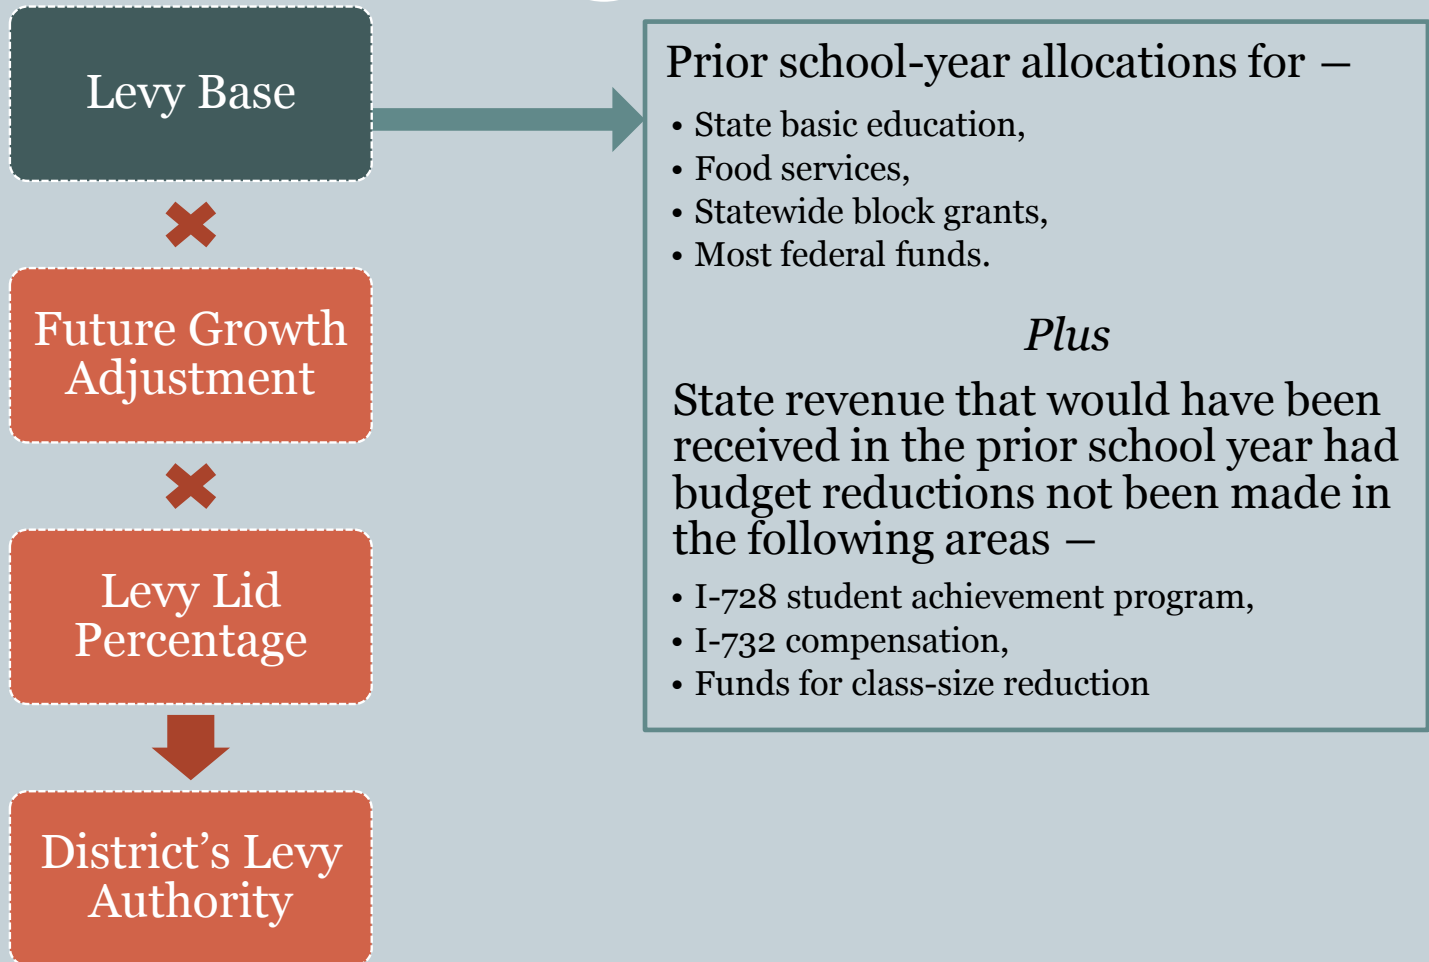 Levy Base
Future Growth
Adjustment
Levy Lid
Percentage
District’s Levy
Authority
Prior school-year allocations for –
• State basic education,
• Food services,
• Statewide block grants,
• Most federal funds.
Plus
State revenue that would have been
received in the prior school year had
budget reductions not been made in
the following areas –
• I-728 student achievement program,
• I-732 compensation,
• Funds for class-size reduction